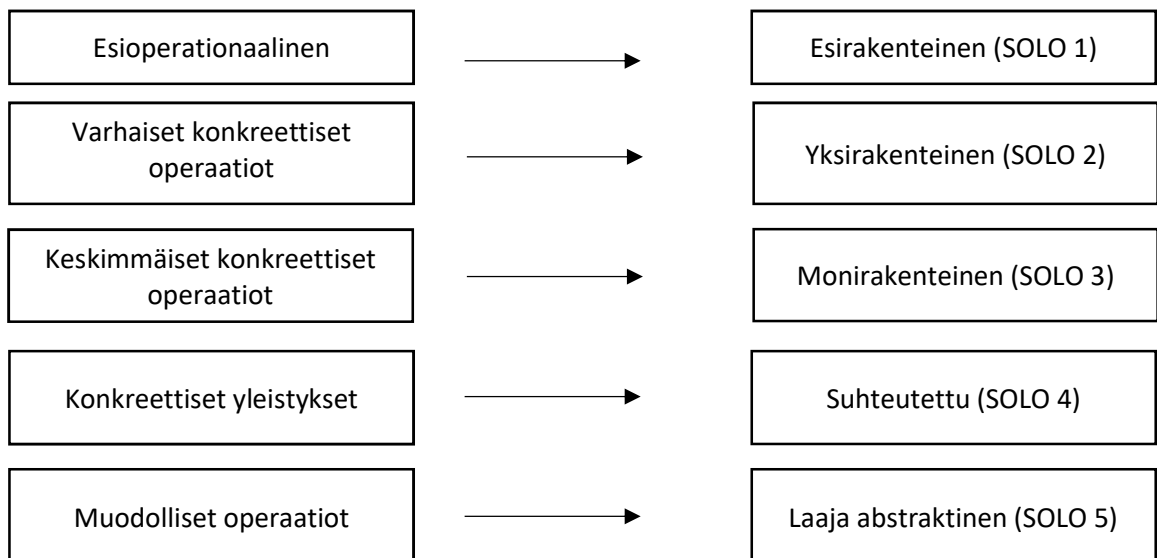 Esioperationaalinen
Esirakenteinen (SOLO 1)
Varhaiset konkreettiset
operaatiot
Yksirakenteinen (SOLO 2)
Keskimmäiset konkreettiset
operaatiot
Monirakenteinen (SOLO 3)
Konkreettiset yleistykset
Suhteutettu (SOLO 4)
Muodolliset operaatiot
Laaja abstraktinen (SOLO 5)